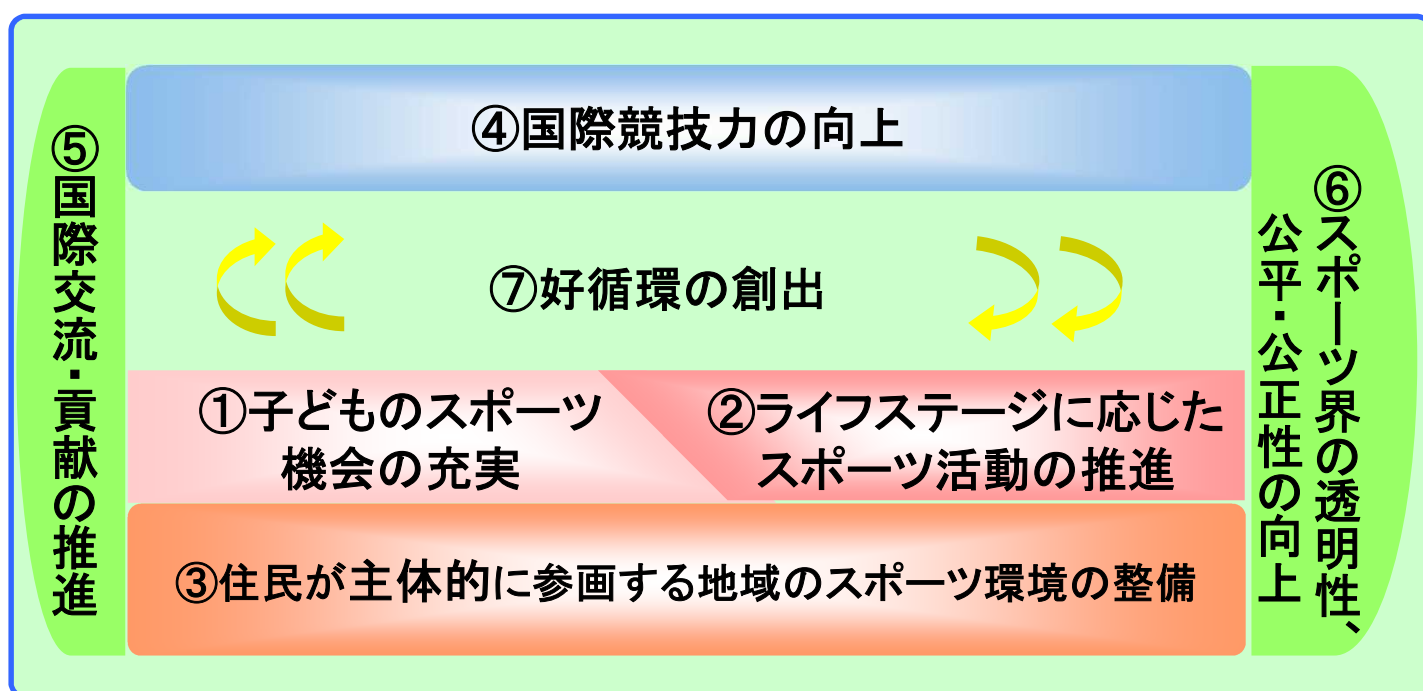 ④国際競技力の向上
⑤国際交流・貢献の推進
⑥スポーツ界の透明性、
公平・公正性の向上
⑦好循環の創出
①子どものスポーツ
機会の充実
②ライフステージに応じた
スポーツ活動の推進
③住民が主体的に参画する地域のスポーツ環境の整備